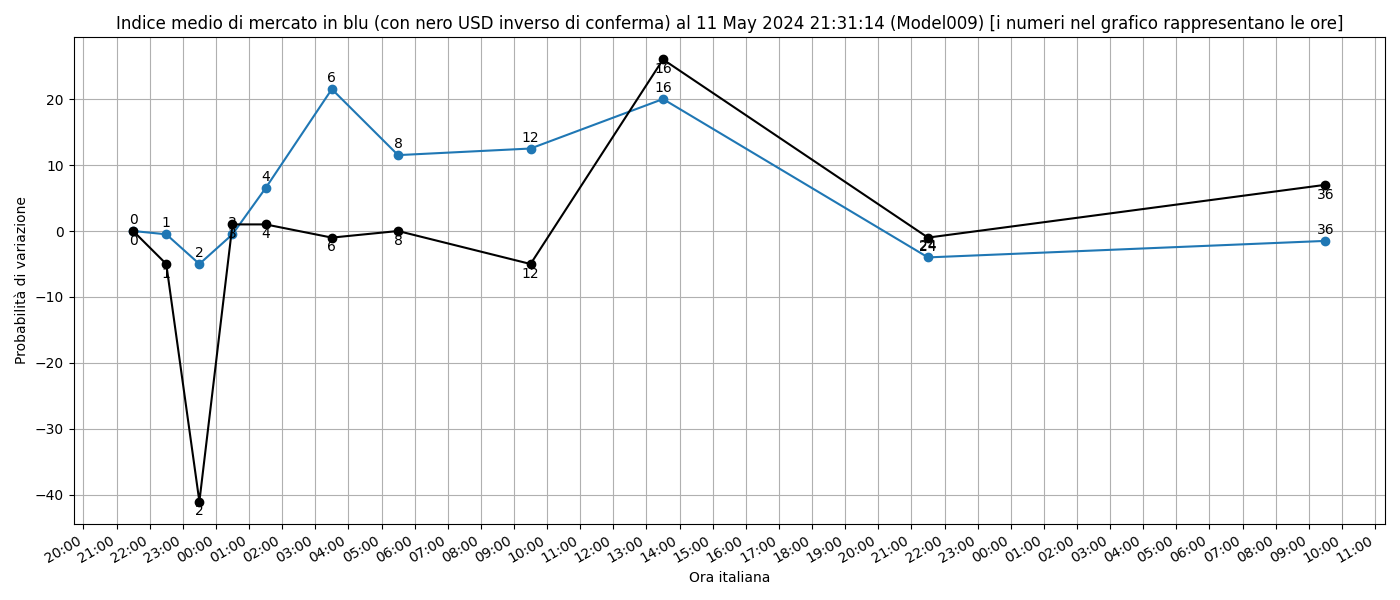 Indice medio di mercato in blu (con nero USD inverso di conferma) al 11 May 2024 21:31:14 (Model009) [i numeri nel grafico rappresentano le ore]
Probabilità di variazione
20
10
0
−10
−20
−30
−40
0 1 2 3 4 6 8 12 16 24 36
0 1 2 3 4 6 8 12 16 24 36
20:00 21:00 22:00 23:00 00:00 01:00 02:00 03:00 04:00 05:00 06:00 07:00 08:00 09:00 10:00 11:00 12:00 13:00 14:00 15:00 16:00 17:00 18:00 19:00 20:00 21:00 22:00 23:00 00:00 01:00 02:00 03:00 04:00 05:00 06:00 07:00 08:00 09:00 10:00 11:00
Ora italiana